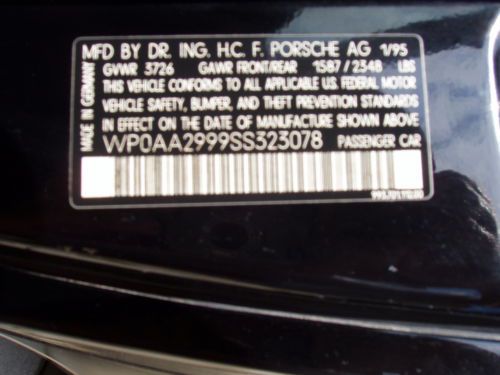 MFD BY DR. ING. H.C. F. PORSCHE AG 1/95
GVWR 3726 GAWR FRONT/REAR 1587 / 2348 LBS
THIS VEHICLE CONFORMS TO ALL APPLICABLE U.S. FEDERAL MOTOR
VEHICLE SAFETY, BUMPER, AND THEFT PREVENTION STANDARDS
IN EFFECT ON THE DATE OF MANUFACTURE SHOWN ABOVE.
WP0AA2999SS323078 PASSENGER CAR
MADE IN GERMANY